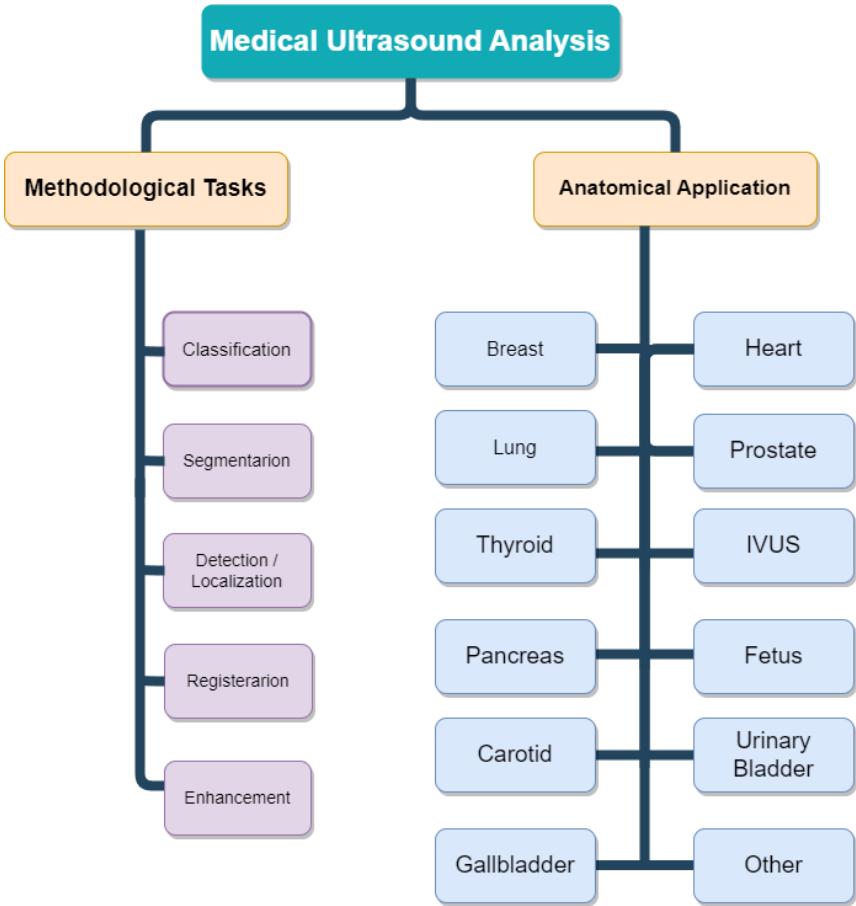 Medical Ultrasound Analysis
Methodological Tasks
Classification
Segmentarion
Detection /
Localization
Registerarion
Enhancement
Anatomical Application
Breast
Heart
Lung
Prostate
Thyroid
IVUS
Pancreas
Fetus
Carotid
Urinary
Bladder
Gallbladder
Other